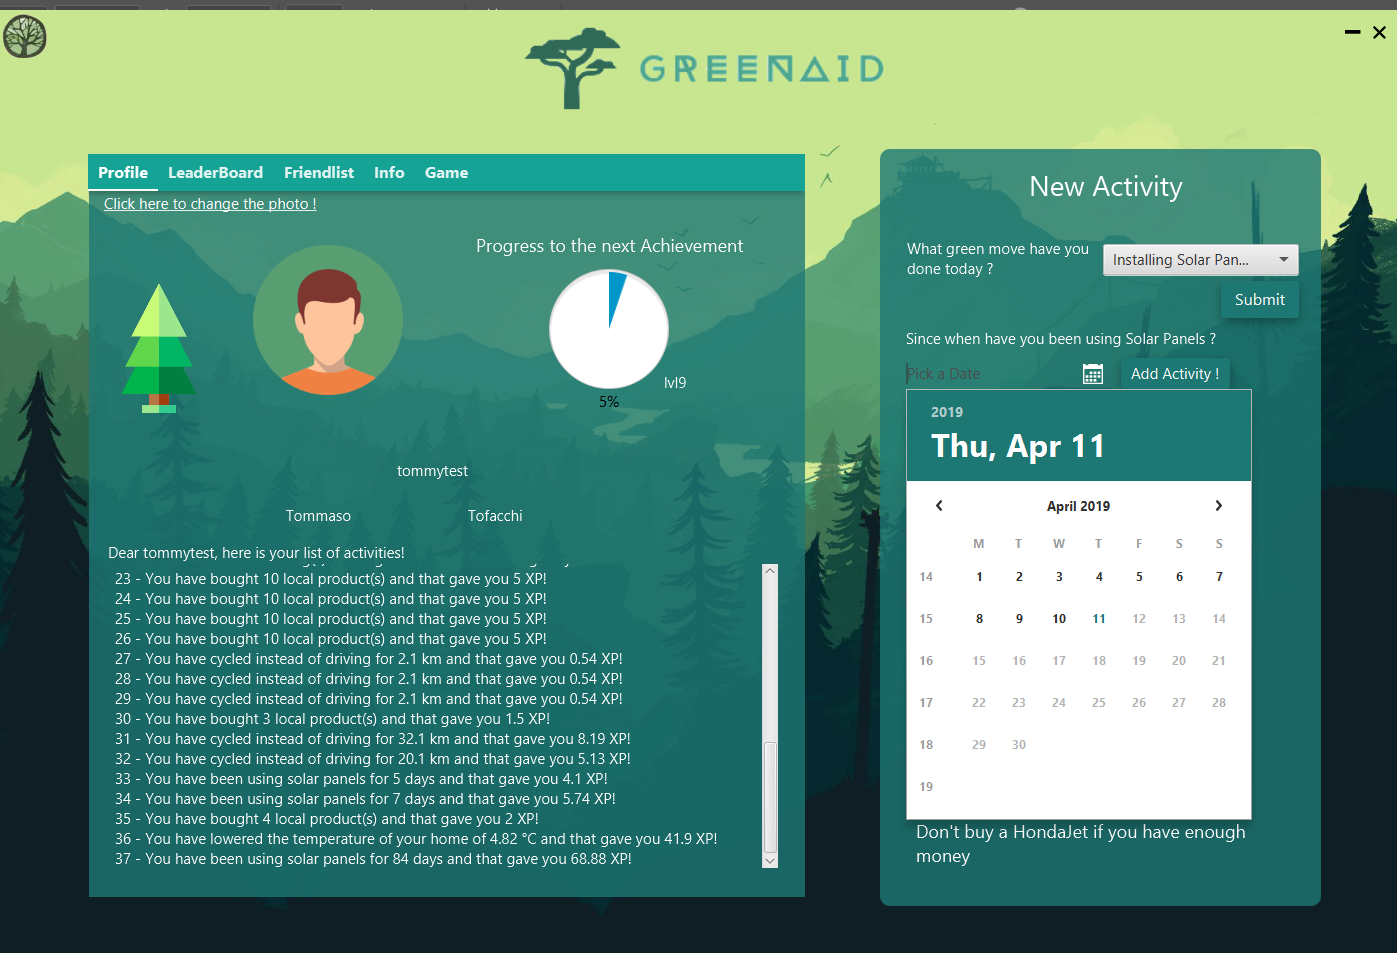 GREENAID
Profile LeaderBoard Friendlist Info Game
Click here to change the photo !
Progress to the next Achievement
lvl9
5%
tommytest
Tommaso Tofacchi
Dear tommytest, here is your list of activities!
23 - You have bought 10 local product(s) and that gave you 5 XP!
24 - You have bought 10 local product(s) and that gave you 5 XP!
25 - You have bought 10 local product(s) and that gave you 5 XP!
26 - You have bought 10 local product(s) and that gave you 5 XP!
27 - You have cycled instead of driving for 2.1 km and that gave you 0.54 XP!
28 - You have cycled instead of driving for 2.1 km and that gave you 0.54 XP!
29 - You have cycled instead of driving for 2.1 km and that gave you 0.54 XP!
30 - You have bought 3 local product(s) and that gave you 1.5 XP!
31 - You have cycled instead of driving for 32.1 km and that gave you 8.19 XP!
32 - You have cycled instead of driving for 20.1 km and that gave you 5.13 XP!
33 - You have been using solar panels for 5 days and that gave you 4.1 XP!
34 - You have been using solar panels for 7 days and that gave you 5.74 XP!
35 - You have bought 4 local product(s) and that gave you 2 XP!
36 - You have lowered the temperature of your home of 4.82 °C and that gave you 41.9 XP!
37 - You have been using solar panels for 84 days and that gave you 68.88 XP!
New Activity
What green move have you
done today ?
Installing Solar Pan...
Submit
Since when have you been using Solar Panels ?
Pick a Date
Add Activity !
2019
Thu, Apr 11
April 2019
M T W T F S S
14 1 2 3 4 5 6 7
15 8 9 10 11 12 13 14
16 15 16 17 18 19 20 21
17 22 23 24 25 26 27 28
18 29 30
19
Don't buy a HondaJet if you have enough
money